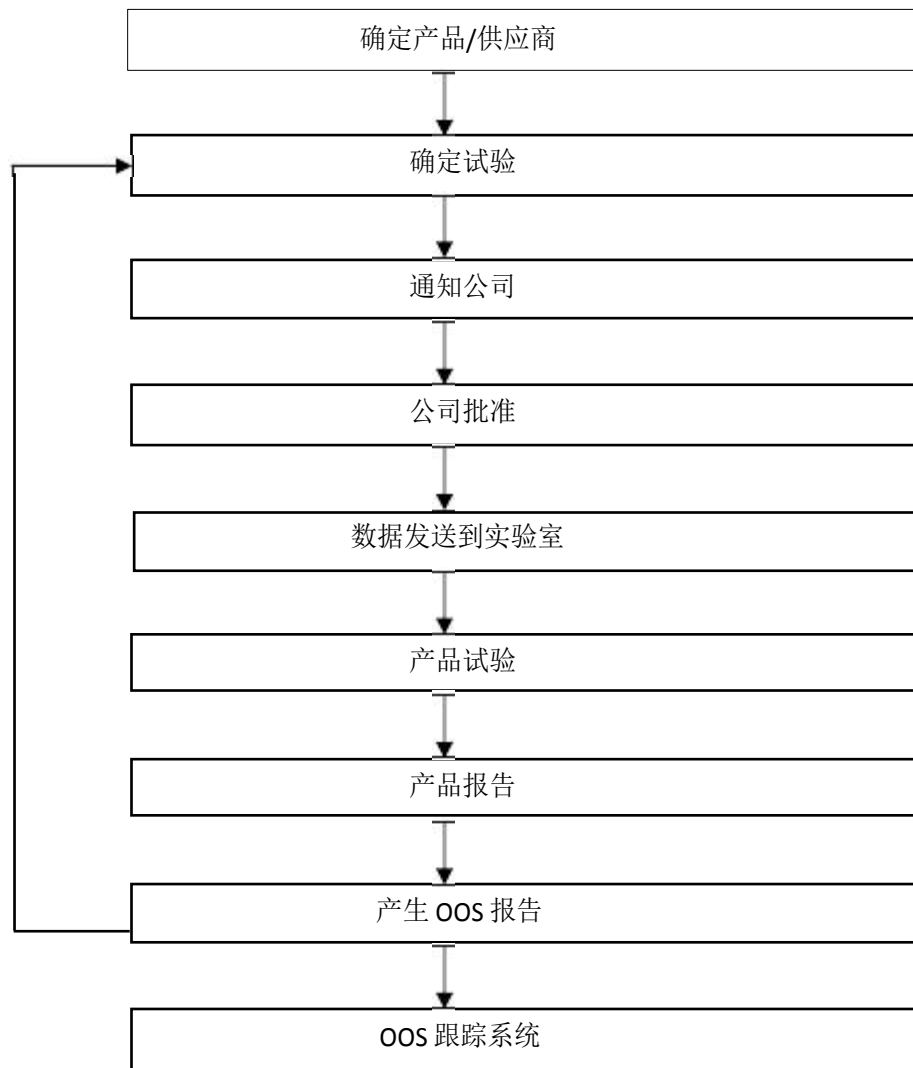 确定产品/供应商
确定试验
通知公司
公司批准
数据发送到实验室
产品试验
产品报告
产生 OOS 报告
OOS 跟踪系统